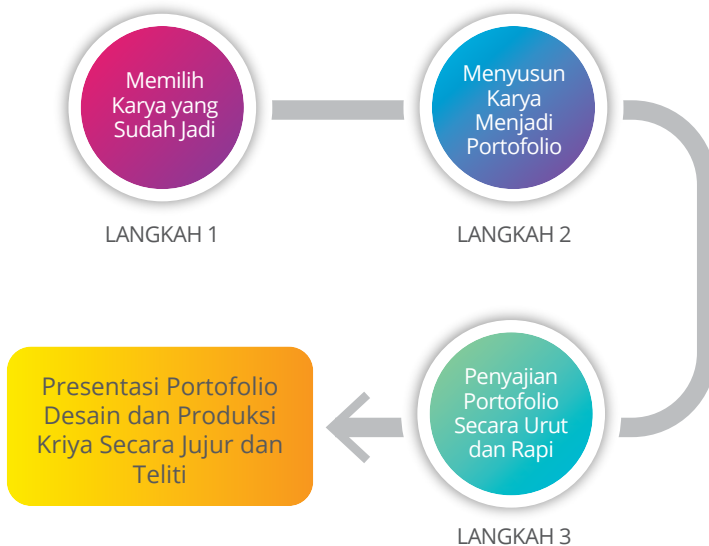 Memilih
Karya yang
Sudah Jadi
LANGKAH 1
Menyusun
Karya
Menjadi
Portofolio
LANGKAH 2
Penyajian
Portofolio
Secara Urut
dan Rapi
LANGKAH 3
Presentasi Portofolio
Desain dan Produksi
Kriya Secara Jujur dan
Teliti